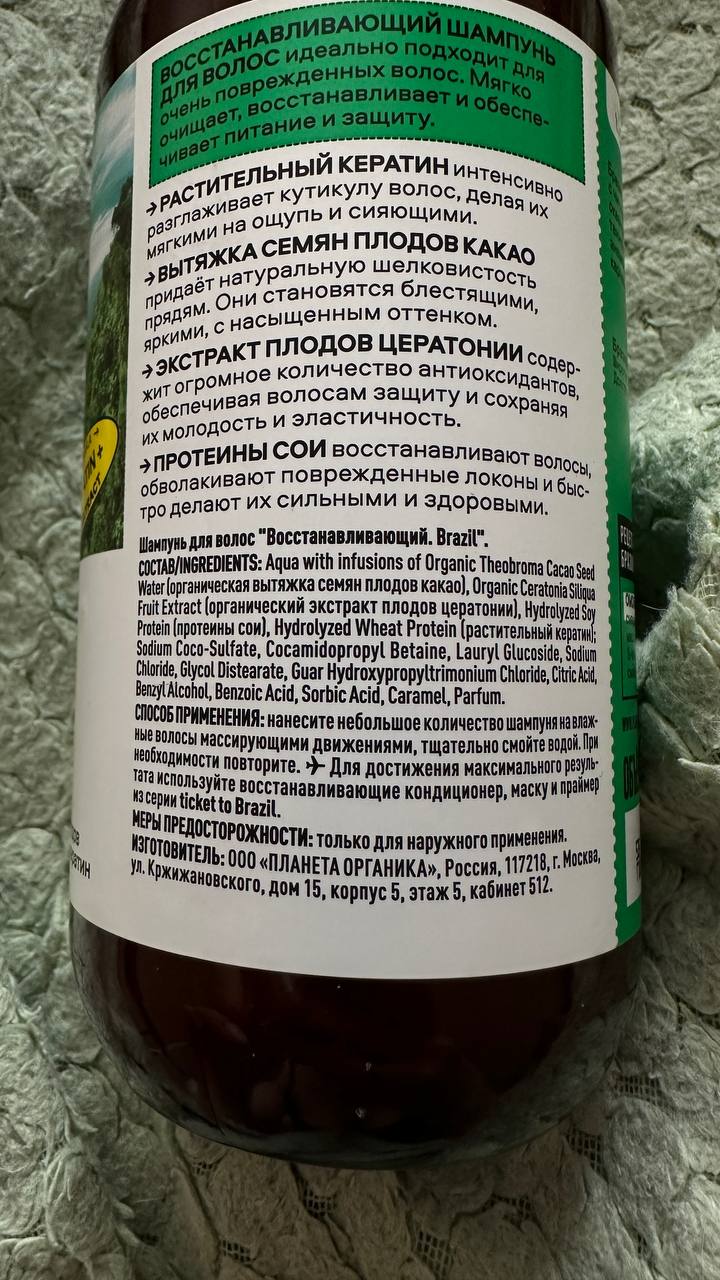 ВОССТАНАВЛИВАЮЩИЙ ШАМПУНЬ
ДЛЯ ВОЛОС идеально подходит для
очень поврежденных волос. Мягко
очищает, восстанавливает и обеспе-
чивает питание и защиту.
→РАСТИТЕЛЬНЫЙ КЕРАТИН интенсивно
разглаживает кутикулу волос, делая их
мягкими на ощупь и сияющими.
→ВЫТЯЖКА СЕМЯН ПЛОДОВ КАКАО
придаёт натуральную шелковистость
прядям. Они становятся блестящими,
яркими, с насыщенным оттенком.
→ЭКСТРАКТ ПЛОДОВ ЦЕРАТОНИИ содер-
жит огромное количество антиоксидантов,
обеспечивая волосам защиту и сохраняя
их молодость и эластичность.
→ПРОТЕИНЫ СОИ восстанавливают волосы,
обволакивают поврежденные локоны и быс-
тро делают их сильными и здоровыми.
Шампунь для волос "Восстанавливающий. Brazil".
СОСТАВ/INGREDIENTS: Aqua with infusions of Organic Theobroma Cacao Seed
Water (органическая вытяжка семян плодов какао), Organic Ceratonia Siliqua
Fruit Extract (органический экстракт плодов цератонии), Hydrolyzed Soy
Protein (протеины сои), Hydrolyzed Wheat Protein (растительный кератин);
Sodium Coco-Sulfate, Cocamidopropyl Betaine, Lauryl Glucoside, Sodium
Chloride, Glycol Distearate, Guar Hydroxypropyltrimonium Chloride, Citric Acid,
Benzyl Alcohol, Benzoic Acid, Sorbic Acid, Caramel, Parfum.
СПОСОБ ПРИМЕНЕНИЯ: нанесите небольшое количество шампуня на влаж-
ные волосы массирующими движениями, тщательно смойте водой. При
необходимости повторите. ✈ Для достижения максимального резуль-
тата используйте восстанавливающие кондиционер, маску и праймер
из серии ticket to Brazil.
МЕРЫ ПРЕДОСТОРОЖНОСТИ: только для наружного применения.
ИЗГОТОВИТЕЛЬ: ООО «ПЛАНЕТА ОРГАНИКА», Россия, 117218, г. Москва,
ул. Кржижановского, дом 15, корпус 5, этаж 5, кабинет 512.